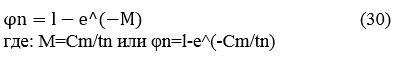 φn = l − e^(−M) (30)
где: M=Cm/tn или φn=l-e^(-Cm/tn)